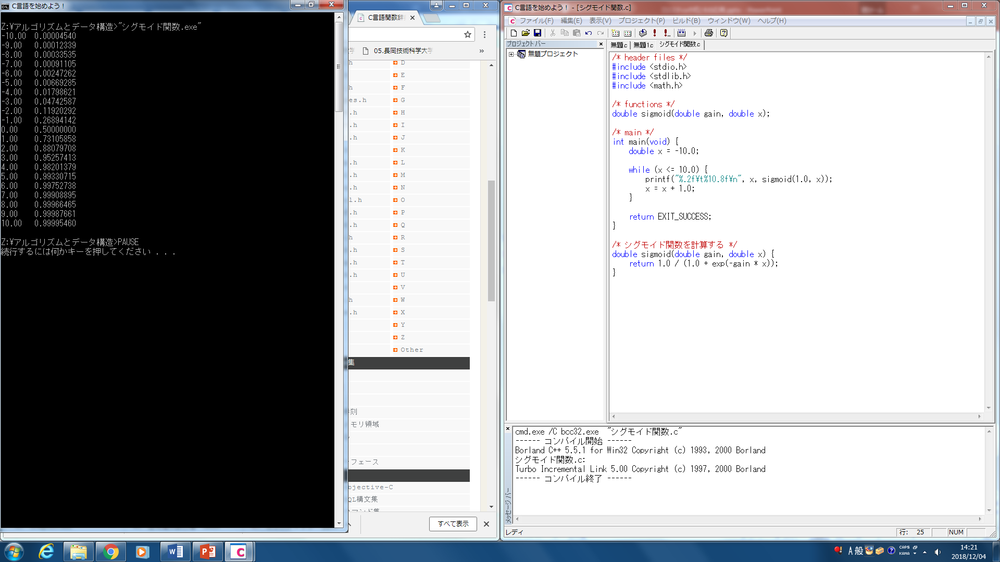 C言語を始めよう！
Z:¥アルゴリズムとデータ構造>"シグモイド関数.exe"
-10.00 0.00004540
-9.00 0.00012339
-8.00 0.00033535
-7.00 0.00091105
-6.00 0.00247262
-5.00 0.00669285
-4.00 0.01798621
-3.00 0.04742587
-2.00 0.11920292
-1.00 0.26894142
0.00 0.50000000
1.00 0.73105858
2.00 0.88079708
3.00 0.95257413
4.00 0.98201379
5.00 0.99330715
6.00 0.99752738
7.00 0.99908895
8.00 0.99966465
9.00 0.99987661
10.00 0.99995460
Z:¥アルゴリズムとデータ構造>PAUSE
続行するには何かキーを押してください . . .
C言語関数辞
05.長岡技術科学大学
h D
E
h F
es.h G
.h H
.h I
.h J
K
.h L
.h M
.h N
l.h O
.h P
.h Q
h R
.h S
.h T
.h U
V
h W
.h X
Y
Z
Other
集
刻
モリ領域
フェース
bjective-C
QL構文集
すべて表示
C言語を始めよう！ - [シグモイド関数.c]
ファイル(F) 編集(E) 表示(V) プロジェクト(P) ビルド(B) ウィンドウ(W) ヘルプ(H)
プロジェクト バー
無題プロジェクト
無題.c 無題1.c シグモイド関数.c
/* header files */
#include <stdio.h>
#include <stdlib.h>
#include <math.h>
/* functions */
double sigmoid(double gain, double x);
/* main */
int main(void) {
double x = -10.0;
while (x <= 10.0) {
printf("%.2f¥t%10.8f¥n", x, sigmoid(1.0, x));
x = x + 1.0;
}
return EXIT_SUCCESS;
}
/* シグモイド関数を計算する */
double sigmoid(double gain, double x) {
return 1.0 / (1.0 + exp(-gain * x));
}
メッセージ バー
cmd.exe /C bcc32.exe "シグモイド関数.c"
------ コンパイル開始 ------
Borland C++ 5.5.1 for Win32 Copyright (c) 1993, 2000 Borland
シグモイド関数.c:
Turbo Incremental Link 5.00 Copyright (c) 1997, 2000 Borland
------ コンパイル終了 ------
レディ
行: 25
NUM
A 般
CAPS
KANA
14:21
2018/12/04